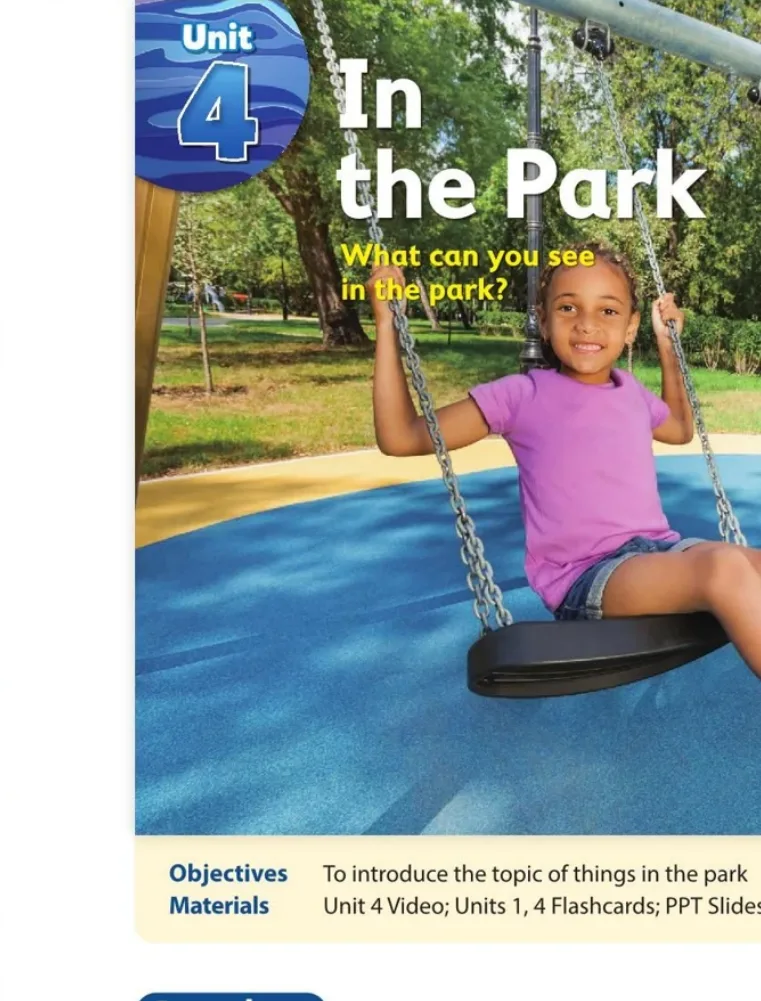 Unit
4
In
the Park
What can you see
in the park?
Objectives To introduce the topic of things in the park
Materials Unit 4 Video; Units 1, 4 Flashcards; PPT Slides